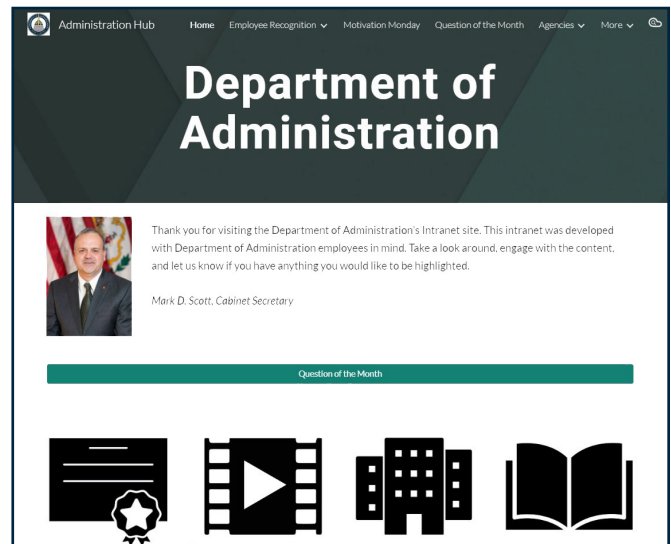 Administration Hub
Home Employee Recognition Motivation Monday Question of the Month Agencies More
Department of
Administration
Thank you for visiting the Department of Administration's Intranet site. This intranet was developed
with Department of Administration employees in mind. Take a look around, engage with the content,
and let us know if you have anything you would like to be highlighted.
Mark D. Scott, Cabinet Secretary
Question of the Month